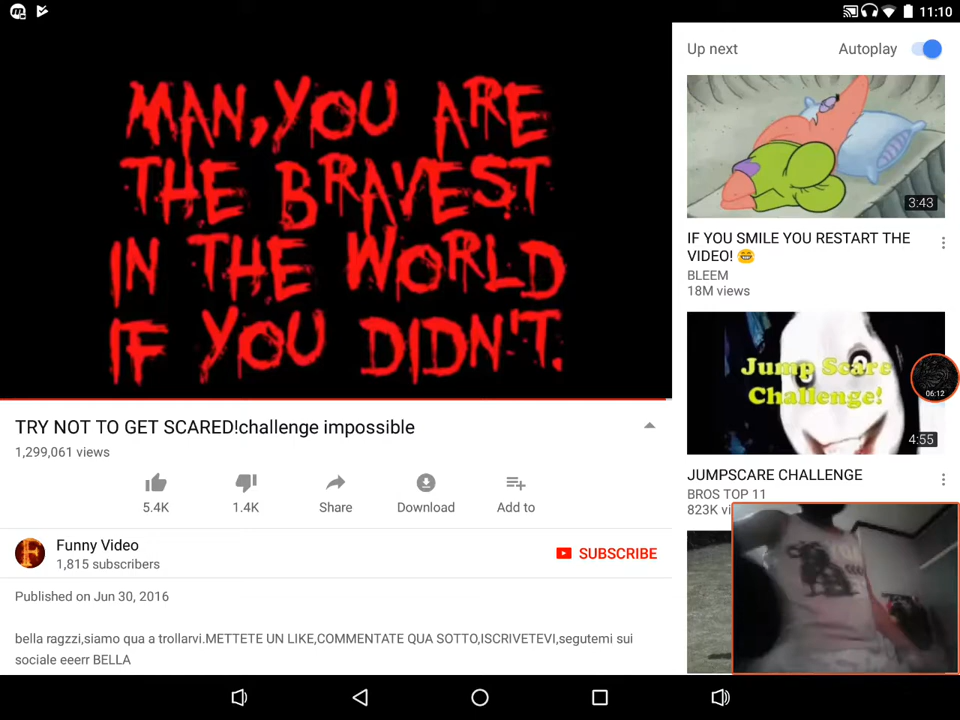 11:10
MAN,YOU ARE
THE BRAVEST
IN THE WORLD
IF YOU DIDN'T.
TRY NOT TO GET SCARED!challenge impossible
1,299,061 views
5.4K
1.4K
Share
Download
Add to
F
Funny Video
1,815 subscribers
SUBSCRIBE
Published on Jun 30, 2016
bella ragzzi,siamo qua a trollarvi.METTETE UN LIKE,COMMENTATE QUA SOTTO,ISCRIVETEVI,segutemi sui
sociale eeerr BELLA
Up next
Autoplay
3:43
IF YOU SMILE YOU RESTART THE
VIDEO! 😂
BLEEM
18M views
Jump Scare
Challenge!
06:12
4:55
JUMPSCARE CHALLENGE
BROS TOP 11
823K